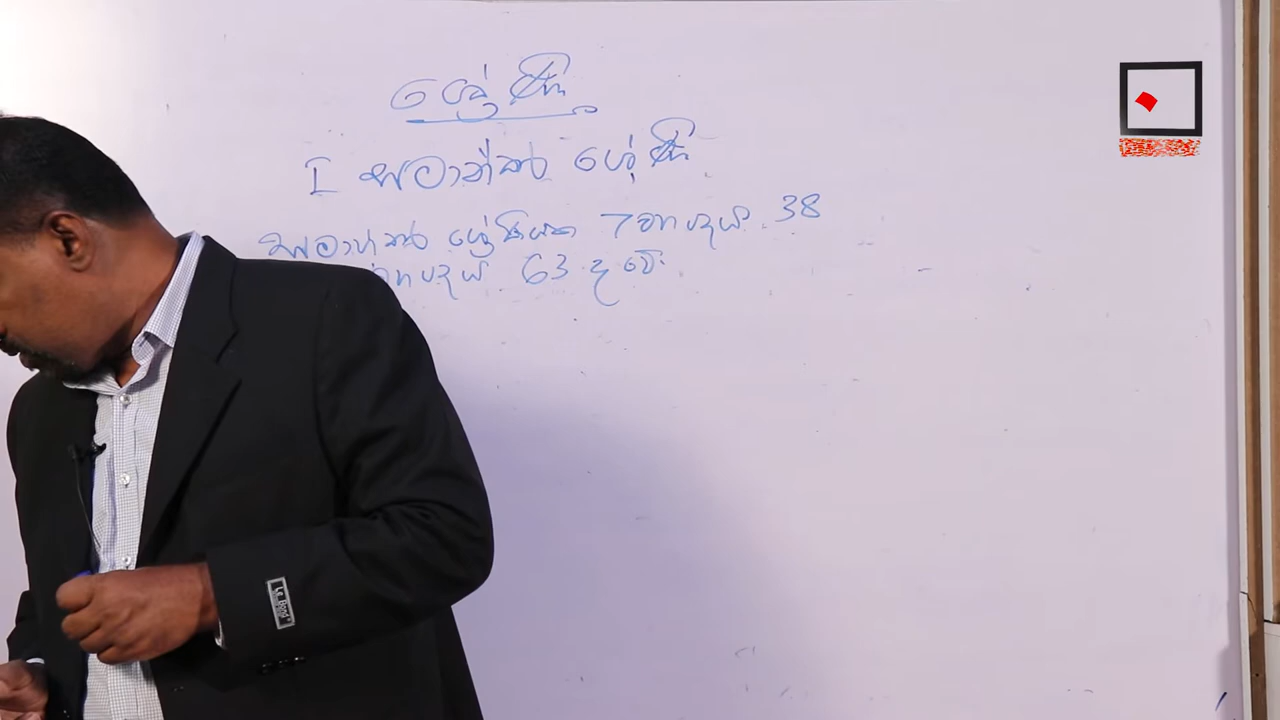 ශ්‍රේඪි
I සමාන්තර ශ්‍රේඪි
සමාන්තර ශ්‍රේඪියක 7 වන පදය 38
වන පදය 63 ද වේ.